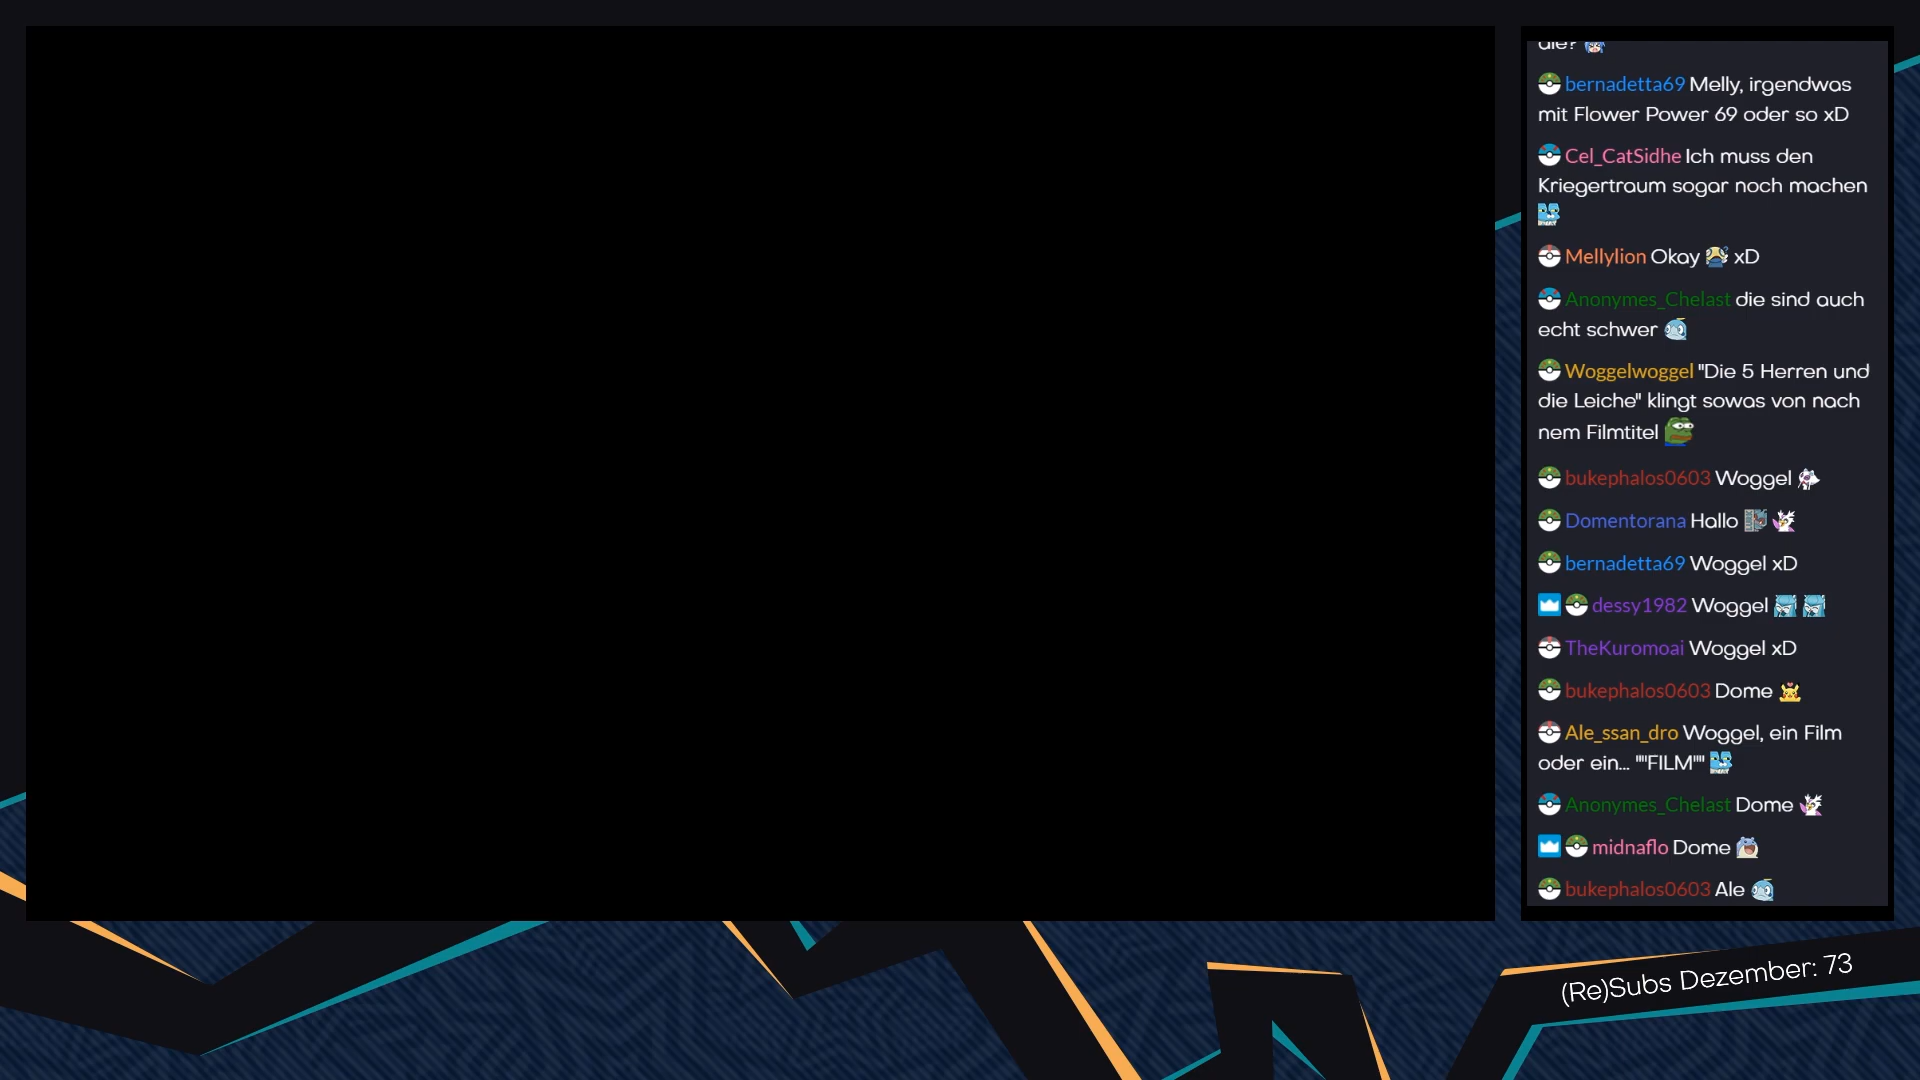 die?
bernadetta69 Melly, irgendwas
mit Flower Power 69 oder so xD
Cel_CatSidhe Ich muss den
Kriegertraum sogar noch machen
Mellylion Okay xD
Anonymes_Chelast die sind auch
echt schwer
Woggelwoggel "Die 5 Herren und
die Leiche" klingt sowas von nach
nem Filmtitel
bukephalos0603 Woggel
Domentorana Hallo
bernadetta69 Woggel xD
dessy1982 Woggel
TheKuromoai Woggel xD
bukephalos0603 Dome
Ale_ssan_dro Woggel, ein Film
oder ein... ""FILM""
Anonymes_Chelast Dome
midnaflo Dome
bukephalos0603 Ale
(Re)Subs Dezember: 73